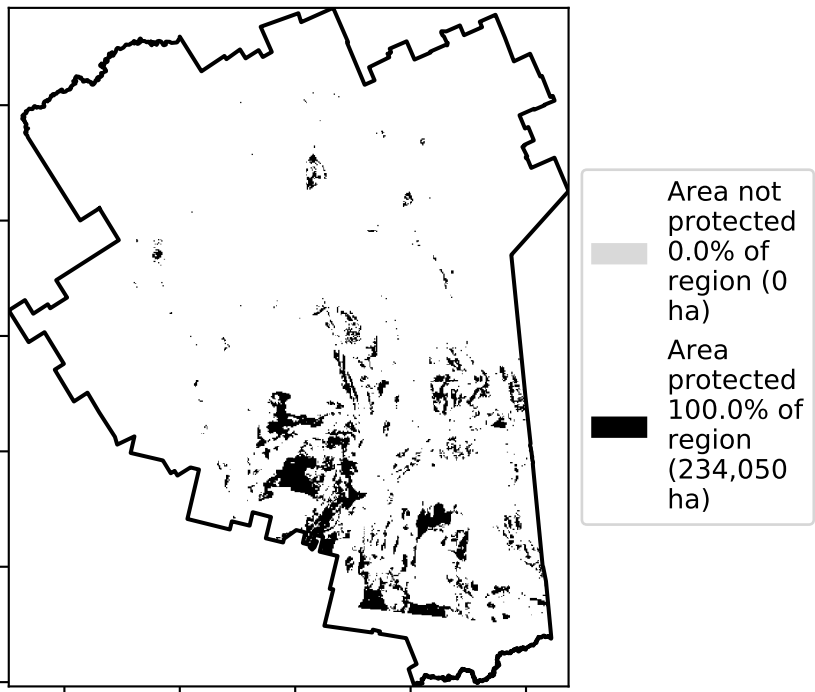 Area not
protected
0.0% of
region (0
ha)
Area
protected
100.0% of
region
(234,050
ha)